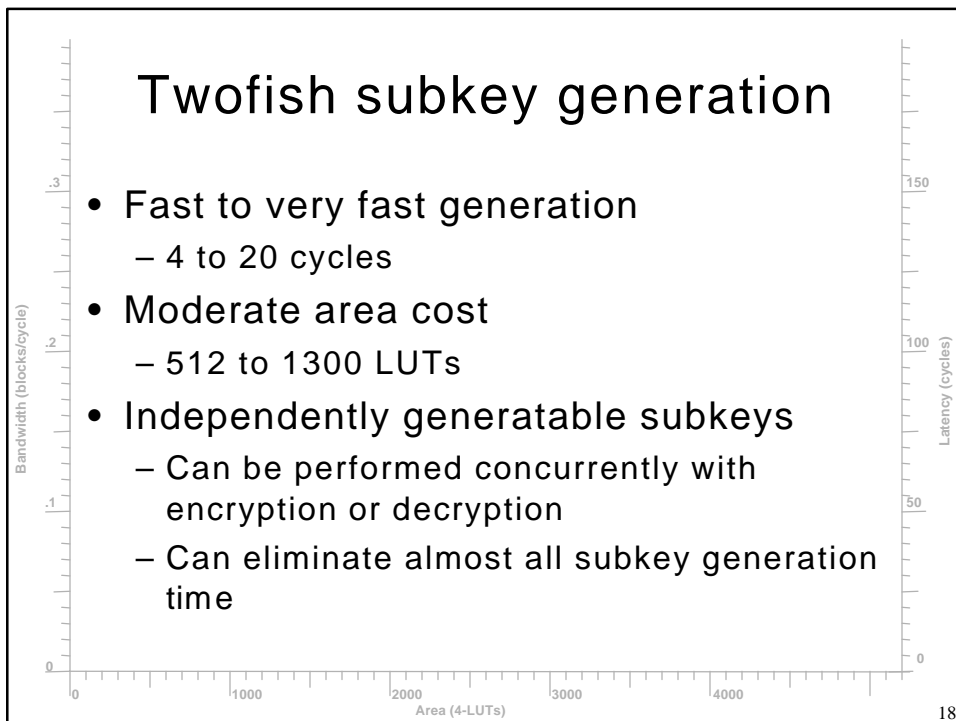 Twofish subkey generation
• Fast to very fast generation
– 4 to 20 cycles
• Moderate area cost
– 512 to 1300 LUTs
• Independently generatable subkeys
– Can be performed concurrently with
encryption or decryption
– Can eliminate almost all subkey generation
time
Bandwidth (blocks/cycle)
.3
.2
.1
0
Latency (cycles)
150
100
50
0
0
1000
2000
3000
4000
Area (4-LUTs)
18